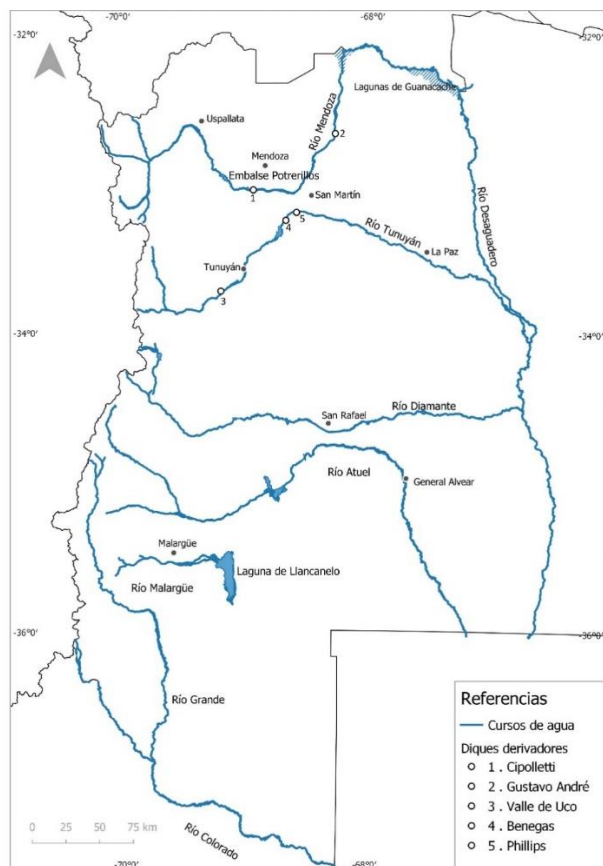 -70°0' -68°0'
-32°0' -32°0'
Lagunas de Guanacache
Uspallata
Río Mendoza
2
Mendoza
Embalse Potrerillos
1
San Martín
5
4
Río Tunuyán
Río Desaguadero
La Paz
Tunuyán
3
-34°0' -34°0'
San Rafael
Río Diamante
Río Atuel
General Alvear
Malargüe
Laguna de Llancanelo
Río Malargüe
-36°0' -36°0'
Río Grande
Río Colorado
0 25 50 75 km
-70°0' -68°0'
Referencias
Cursos de agua
Diques derivadores
1 . Cipolletti
2 . Gustavo André
3 . Valle de Uco
4 . Benegas
5 . Phillips